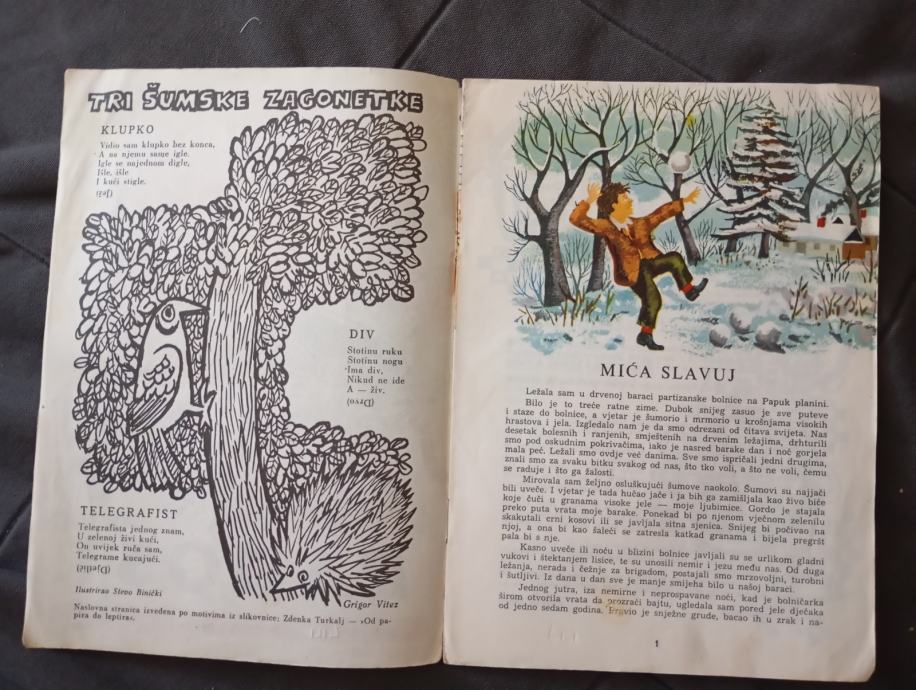 TRI ŠUMSKE ZAGONETKE
KLUPKO
Vidio sam klupko bez konca,
A na njemu same igle.
Igle se najednom digle,
Išle, išle
I kući stigle.
(Jež)
DIV
Stotinu ruku
Stotinu nogu
Ima div,
Nikud ne ide
A — živ.
(Drvo)
TELEGRAFIST
Telegrafista jednog znam,
U zelenoj živi kući,
On uvijek ruča sam,
Telegrame kucajući.
(Djetlić)
Ilustrirao Stevo Binički
Grigor Vitez
Naslovna stranica izvedena po motivima iz slikovnice: Zdenka Turkalj — »Od pa-
pira do leptira«.
MIĆA SLAVUJ
Ležala sam u drvenoj baraci partizanske bolnice na Papuk planini.
Bilo je to treće ratne zime. Dubok snijeg zasuo je sve puteve
i staze do bolnice, a vjetar je šumorio i mrmorio u krošnjama visokih
hrastova i jela. Izgledalo nam je da smo odrezani od čitava svijeta. Nas
desetak bolesnih i ranjenih, smještenih na drvenim ležajima, drhturili
smo pod oskudnim pokrivačima, iako je nasred barake dan i noć gorjela
mala peć. Ležali smo ovdje već danima. Sve smo ispričali jedni drugima,
znali smo za svaku bitku svakog od nas, što tko voli, a što ne voli, čemu
se raduje i što ga žalosti.
Mirovala sam željno osluškujući šumove naokolo. Šumovi su najjači
bili uveče. I vjetar je tada hučao jače i ja bih ga zamišljala kao živo biće
koje čuči u granama visoke jele — moje ljubimice. Gordo je stajala
preko puta vrata moje barake. Ponekad bi po njenom vječnom zelenilu
skakutali crni kosovi ili se javljala sitna sjenica. Snijeg bi počivao na
njoj, a ona bi kao šaleći se zatresla katkad granama i bijela pregršt
pala bi s nje.
Kasno uveče ili noću u blizini bolnice javljali su se urlikom gladni
vukovi i štektanjem lisice, te su unosili nemir i jezu među nas. Od duga
ležanja, nerada i čežnje za brigadom, postajali smo mrzovoljni, turobni
i šutljivi. Iz dana u dan sve je manje smijeha bilo u našoj baraci.
Jednog jutra, iza nemirne i neprospavane noći, kad je bolničarka
širom otvorila vrata da prozrači bajtu, ugledala sam pored jele dječaka
od jedno sedam godina. Pravio je snježne grude, bacao ih u zrak i na-
1